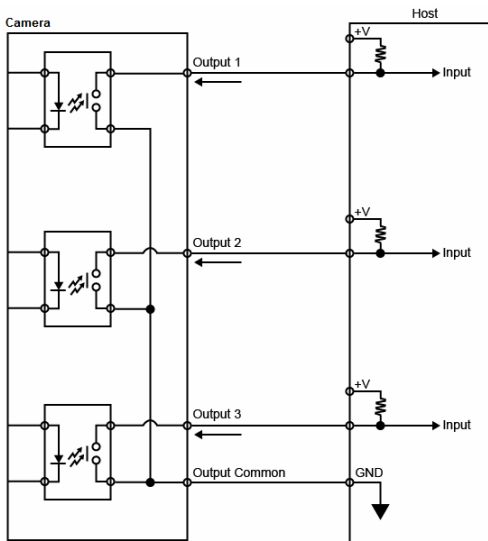 Camera
Host
+V
Output 1
Input
+V
Output 2
Input
+V
Output 3
Input
Output Common
GND